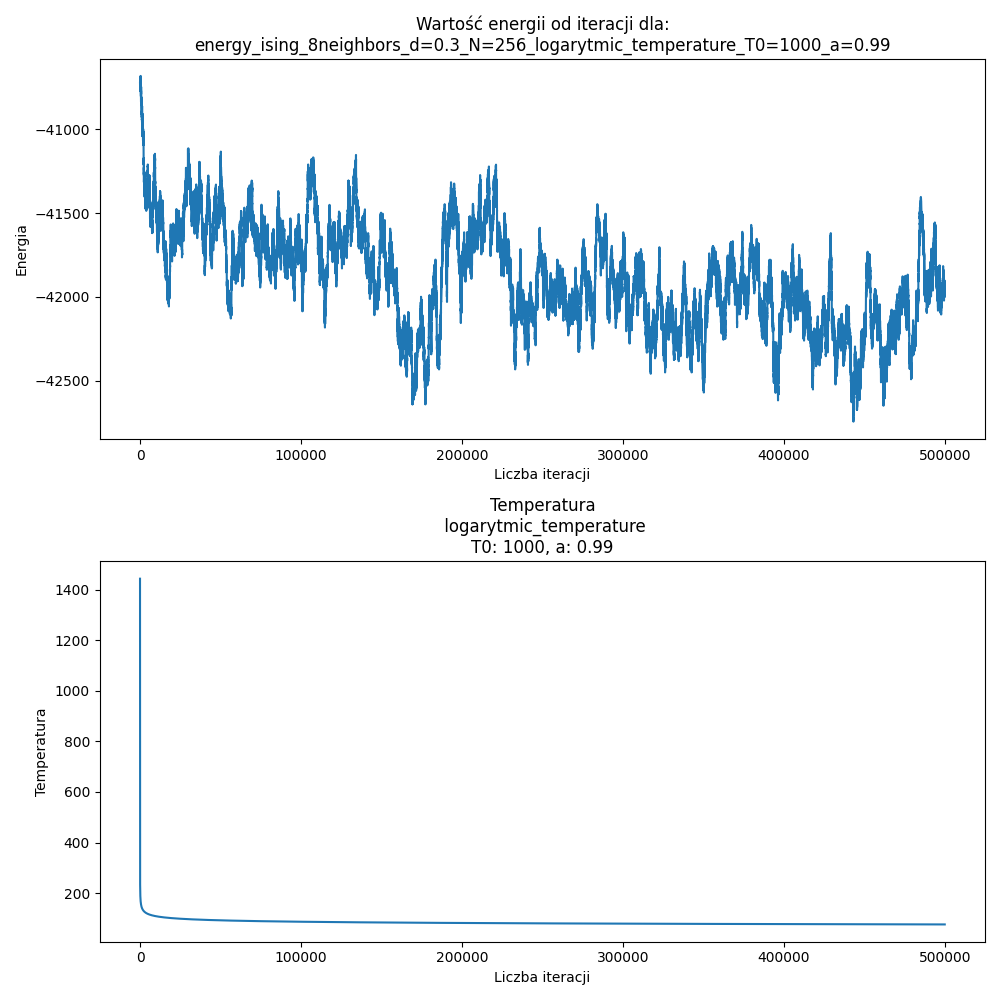 Wartość energii od iteracji dla:
energy_ising_8neighbors_d=0.3_N=256_logarytmic_temperature_T0=1000_a=0.99
Energia
−41000
−41500
−42000
−42500
0 100000 200000 300000 400000 500000
Liczba iteracji
Temperatura
logarytmic_temperature
T0: 1000, a: 0.99
Temperatura
1400
1200
1000
800
600
400
200
0 100000 200000 300000 400000 500000
Liczba iteracji